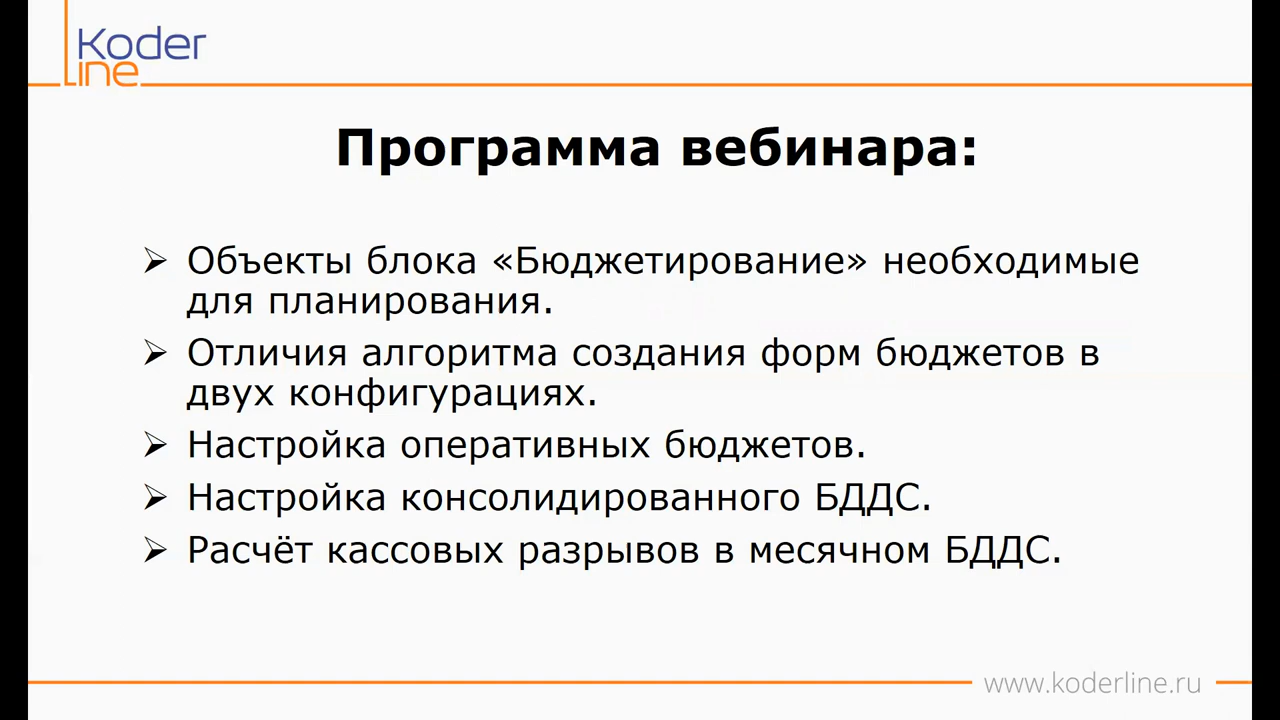 Koder
Line
Программа вебинара:
➢ Объекты блока «Бюджетирование» необходимые
для планирования.
➢ Отличия алгоритма создания форм бюджетов в
двух конфигурациях.
➢ Настройка оперативных бюджетов.
➢ Настройка консолидированного БДДС.
➢ Расчёт кассовых разрывов в месячном БДДС.
www.koderline.ru